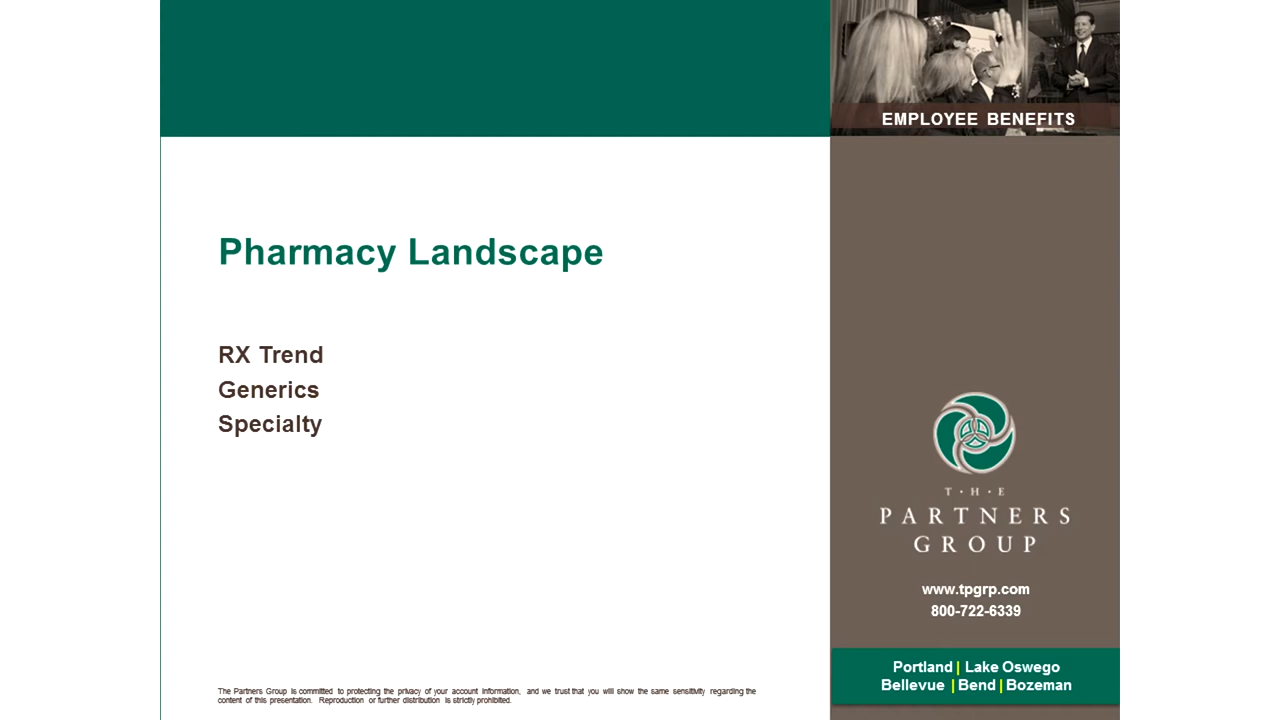 EMPLOYEE BENEFITS
Pharmacy Landscape
RX Trend
Generics
Specialty
T·H·E
PARTNERS
GROUP
www.tpgrp.com
800-722-6339
Portland | Lake Oswego
Bellevue | Bend | Bozeman
The Partners Group is committed to protecting the privacy of your account information, and we trust that you will show the same sensitivity regarding the
content of this presentation. Reproduction or further distribution is strictly prohibited.